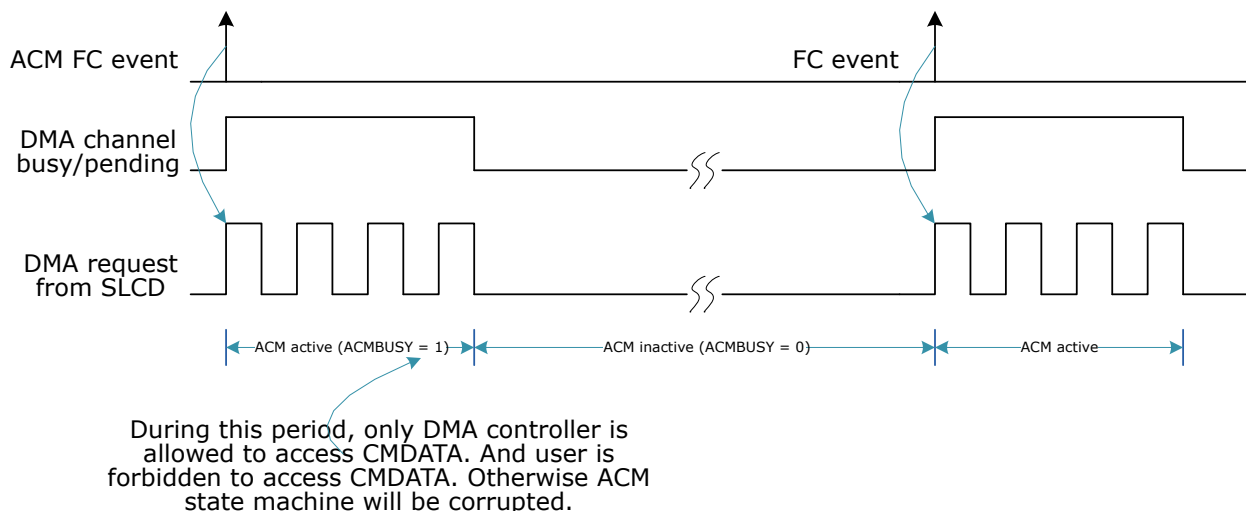 ACM FC event
FC event
DMA channel
busy/pending
DMA request
from SLCD
ACM active (ACMBUSY = 1)
ACM inactive (ACMBUSY = 0)
ACM active
During this period, only DMA controller is
allowed to access CMDATA. And user is
forbidden to access CMDATA. Otherwise ACM
state machine will be corrupted.